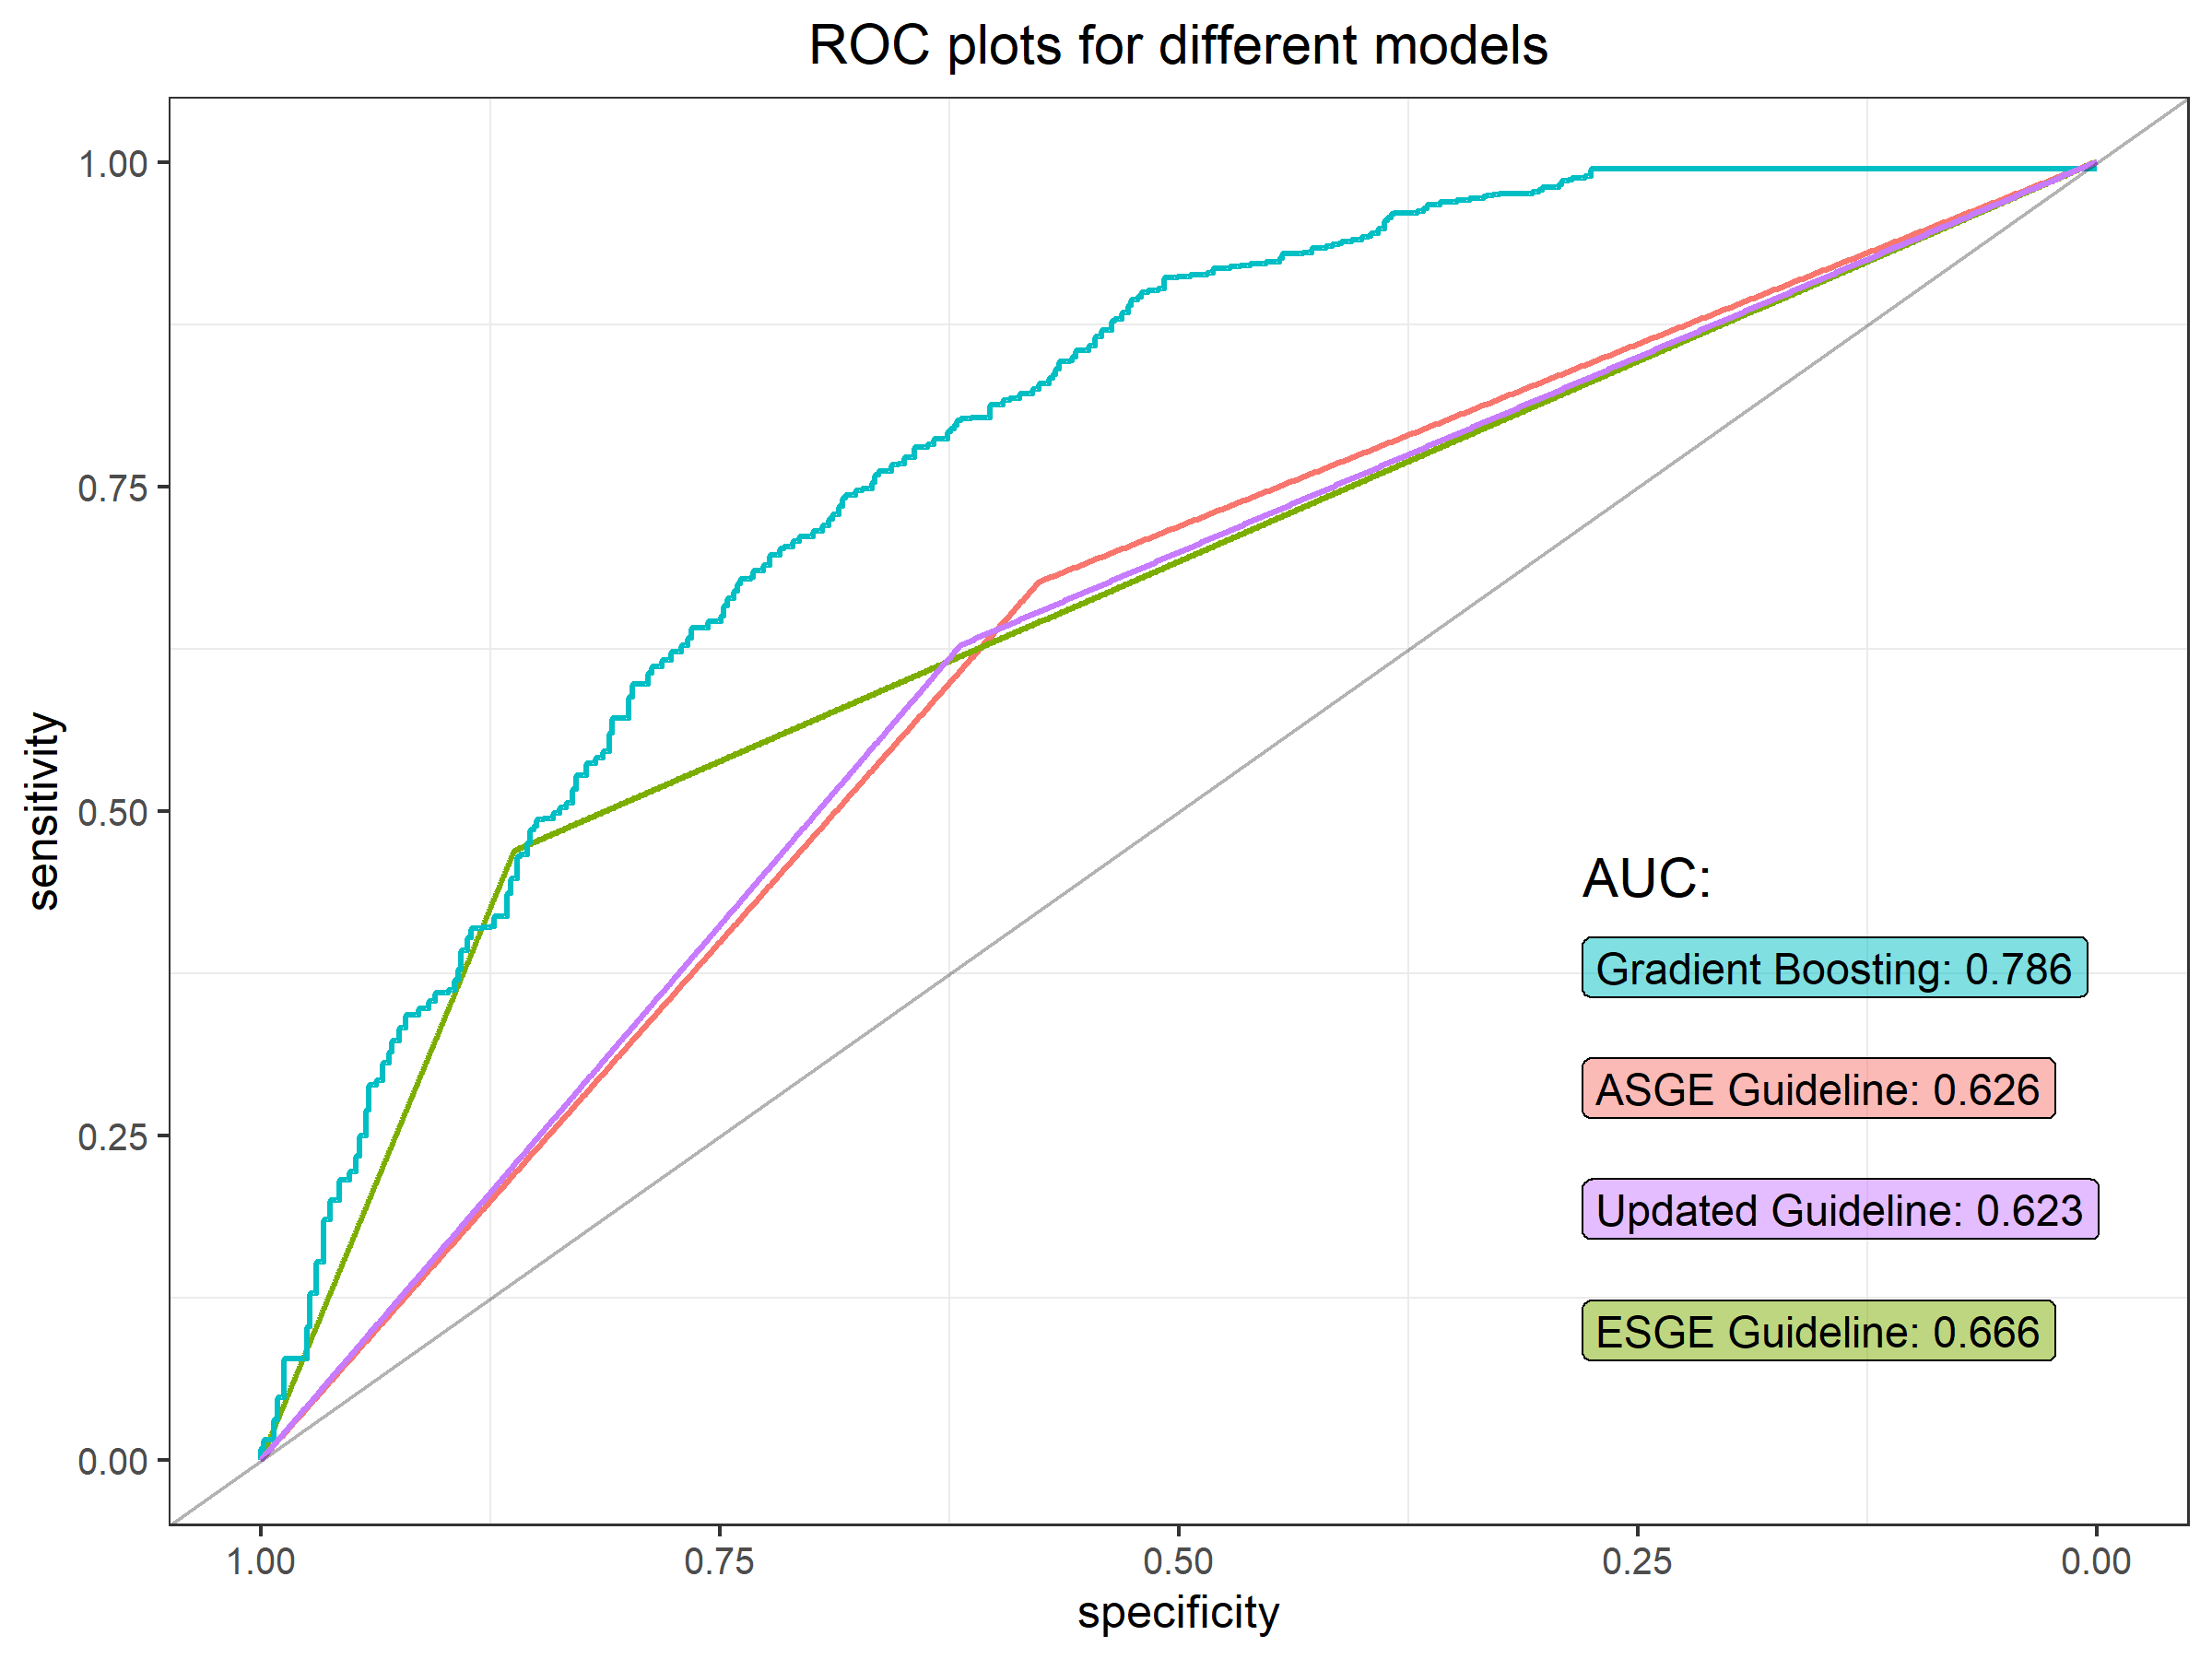 ROC plots for different models
1.00
0.75
0.50
0.25
0.00
sensitivity
AUC:
Gradient Boosting: 0.786
ASGE Guideline: 0.626
Updated Guideline: 0.623
ESGE Guideline: 0.666
1.00 0.75 0.50 0.25 0.00
specificity